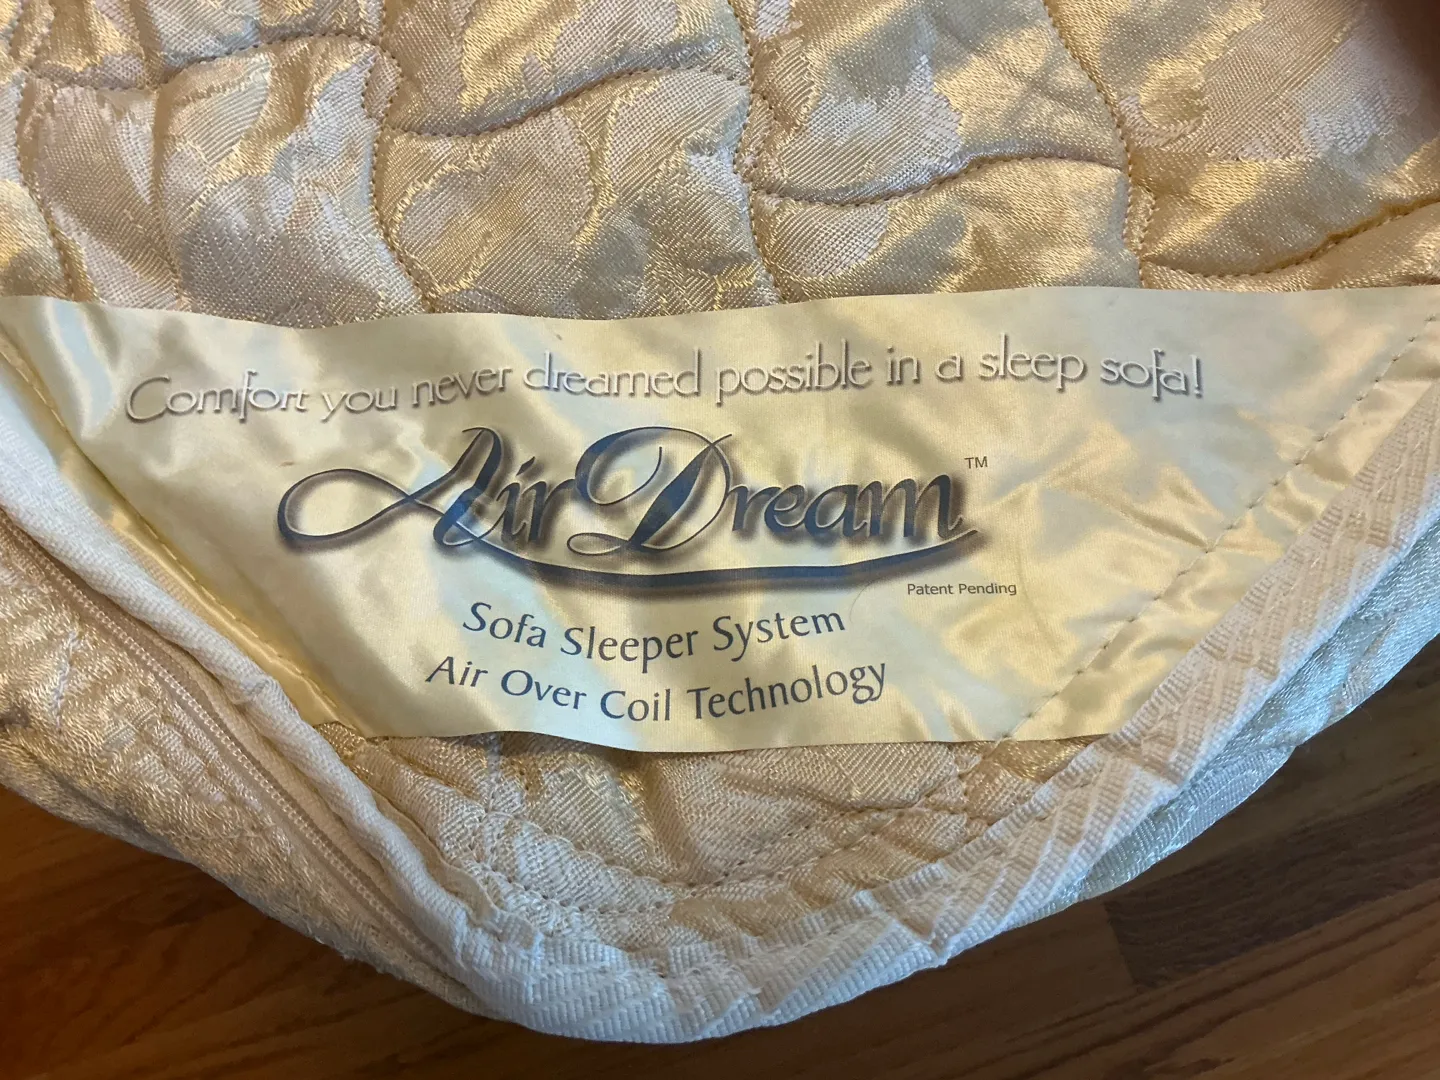 Comfort you never dreamed possible in a sleep sofa!
Air Dream™
Patent Pending
Sofa Sleeper System
Air Over Coil Technology